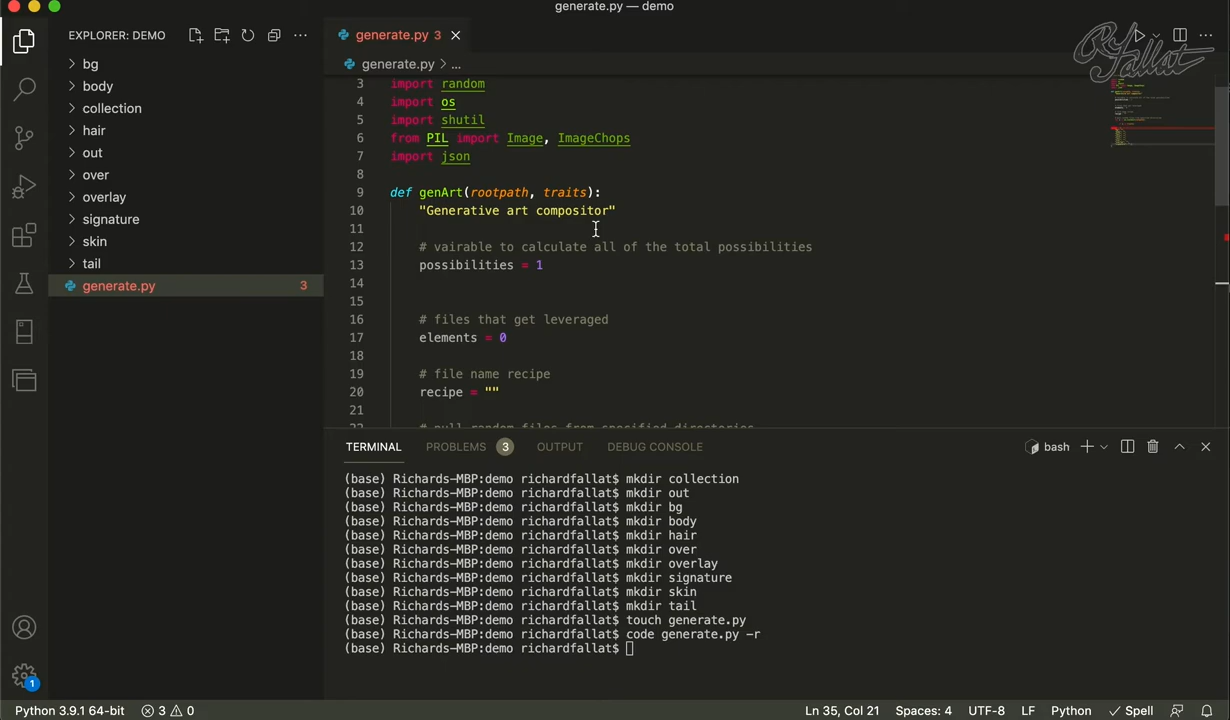 generate.py — demo
EXPLORER: DEMO
bg
body
collection
hair
out
over
overlay
signature
skin
tail
generate.py 3
generate.py 3
generate.py > ...
Ry Fallat
3 import random
4 import os
5 import shutil
6 from PIL import Image, ImageChops
7 import json
8
9 def genArt(rootpath, traits):
10 "Generative art compositor"
11
12 # vairable to calculate all of the total possibilities
13 possibilities = 1
14
15
16 # files that get leveraged
17 elements = 0
18
19 # file name recipe
20 recipe = ""
21
22 # pull random files from specified directories
TERMINAL PROBLEMS 3 OUTPUT DEBUG CONSOLE bash
(base) Richards-MBP:demo richardfallat$ mkdir collection
(base) Richards-MBP:demo richardfallat$ mkdir out
(base) Richards-MBP:demo richardfallat$ mkdir bg
(base) Richards-MBP:demo richardfallat$ mkdir body
(base) Richards-MBP:demo richardfallat$ mkdir hair
(base) Richards-MBP:demo richardfallat$ mkdir over
(base) Richards-MBP:demo richardfallat$ mkdir overlay
(base) Richards-MBP:demo richardfallat$ mkdir signature
(base) Richards-MBP:demo richardfallat$ mkdir skin
(base) Richards-MBP:demo richardfallat$ mkdir tail
(base) Richards-MBP:demo richardfallat$ touch generate.py
(base) Richards-MBP:demo richardfallat$ code generate.py -r
(base) Richards-MBP:demo richardfallat$
1
Python 3.9.1 64-bit 3 0 Ln 35, Col 21 Spaces: 4 UTF-8 LF Python Spell